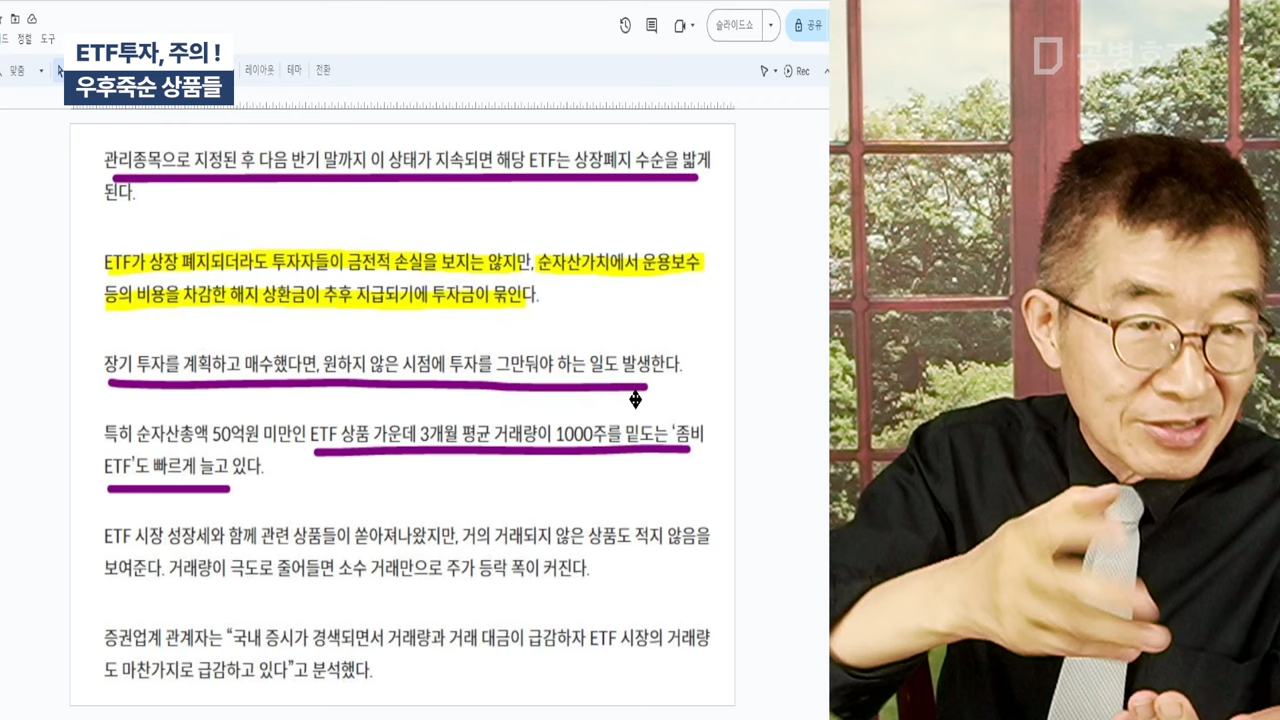 슬라이드쇼
공유
정렬 도구
ETF투자, 주의 !
우후죽순 상품들
맞춤
레이아웃
테마
전환
Rec
관리종목으로 지정된 후 다음 반기 말까지 이 상태가 지속되면 해당 ETF는 상장폐지 수순을 밟게
된다.
ETF가 상장 폐지되더라도 투자자들이 금전적 손실을 보지는 않지만, 순자산가치에서 운용보수
등의 비용을 차감한 해지 상환금이 추후 지급되기에 투자금이 묶인다.
장기 투자를 계획하고 매수했다면, 원하지 않은 시점에 투자를 그만둬야 하는 일도 발생한다.
특히 순자산총액 50억원 미만인 ETF 상품 가운데 3개월 평균 거래량이 1000주를 밑도는 ‘좀비
ETF’도 빠르게 늘고 있다.
ETF 시장 성장세와 함께 관련 상품들이 쏟아져나왔지만, 거의 거래되지 않은 상품도 적지 않음을
보여준다. 거래량이 극도로 줄어들면 소수 거래만으로 주가 등락 폭이 커진다.
증권업계 관계자는 “국내 증시가 경색되면서 거래량과 거래 대금이 급감하자 ETF 시장의 거래량
도 마찬가지로 급감하고 있다”고 분석했다.